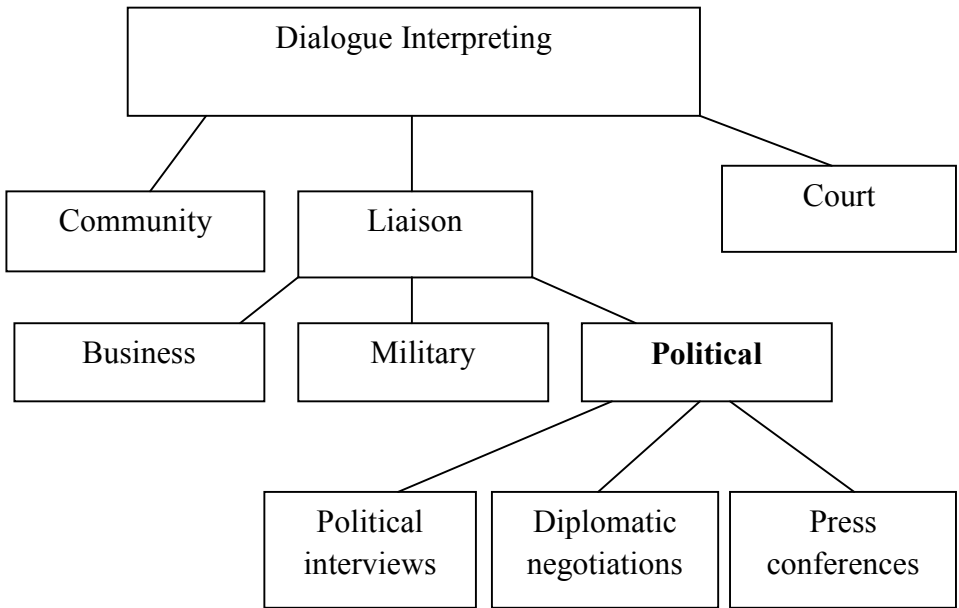 Dialogue Interpreting
Community
Liaison
Court
Business
Military
Political
Political
interviews
Diplomatic
negotiations
Press
conferences